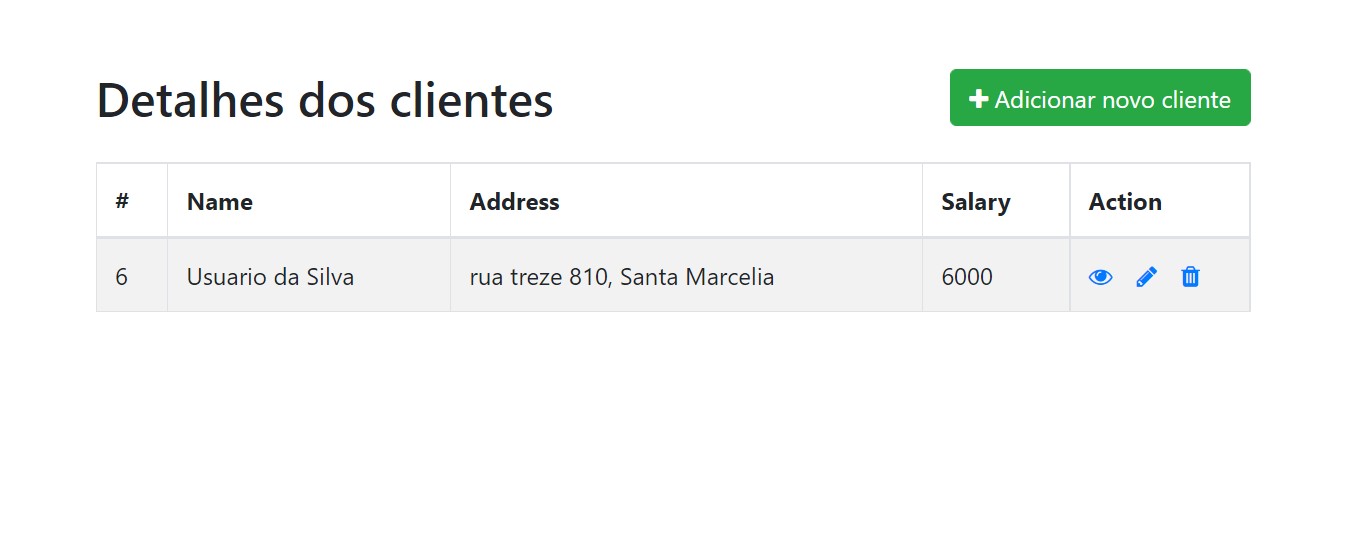 Detalhes dos clientes
Adicionar novo cliente
# Name Address Salary Action
6 Usuario da Silva rua treze 810, Santa Marcelia 6000